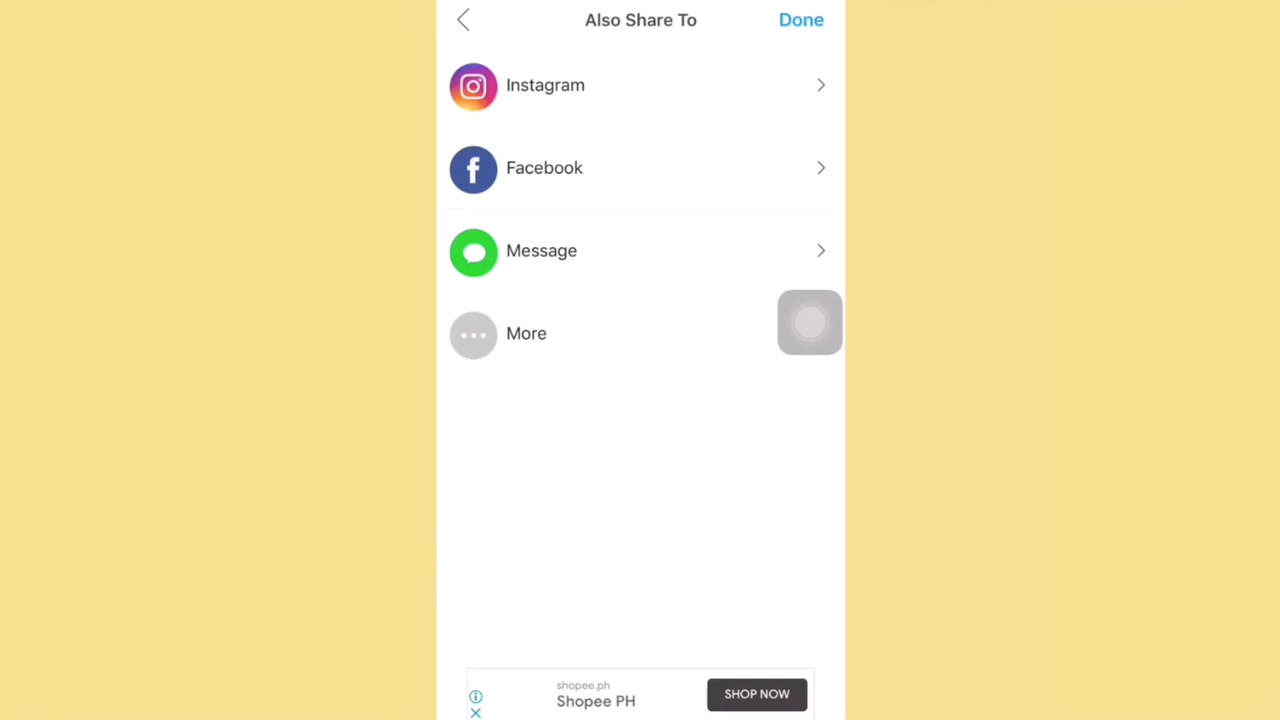 Also Share To
Done
Instagram
Facebook
Message
More
shopee.ph
Shopee PH
SHOP NOW